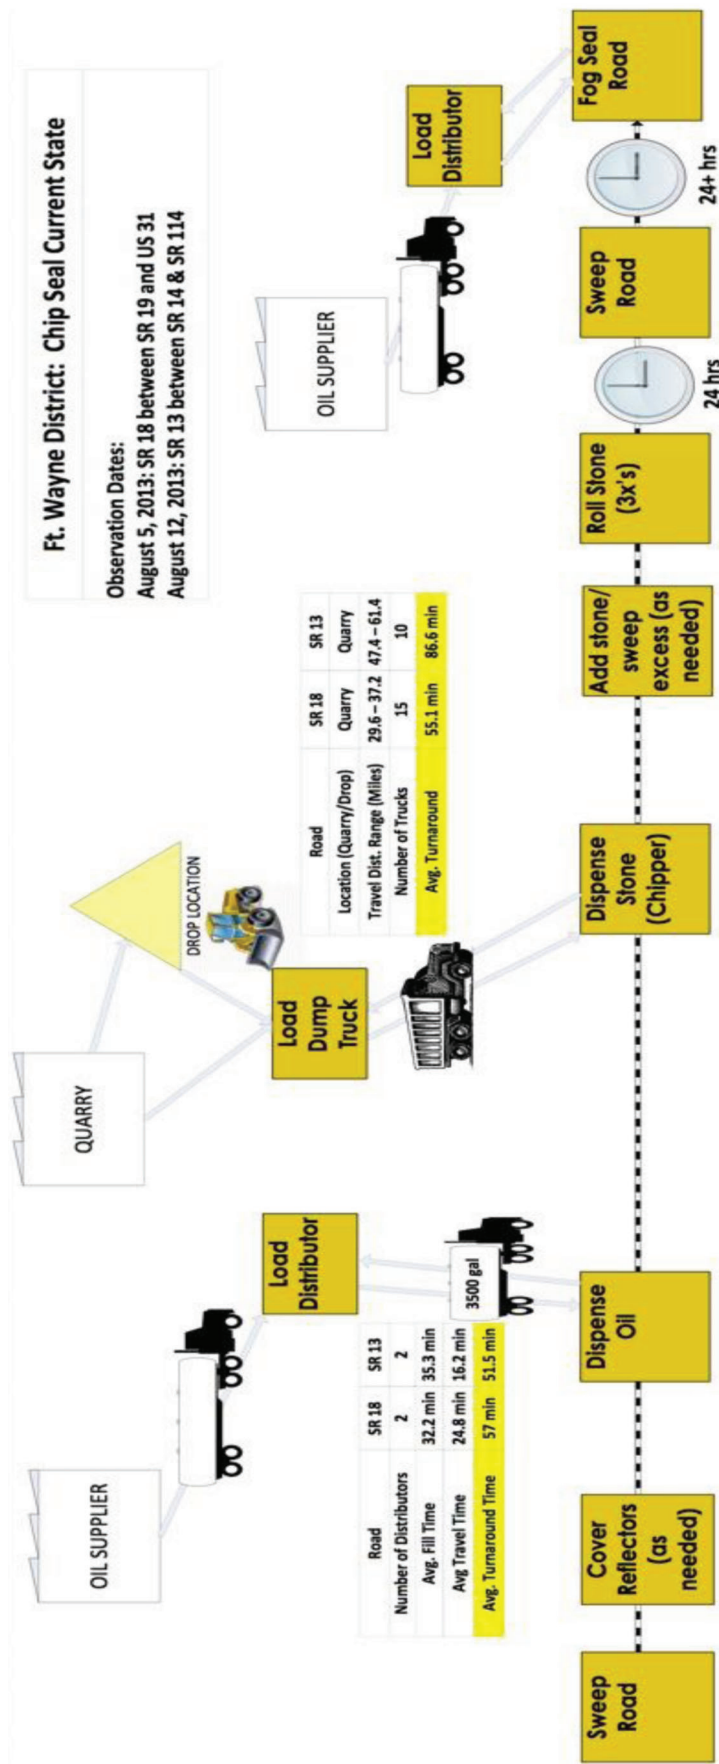 Ft. Wayne District: Chip Seal Current State
Observation Dates:
August 5, 2013: SR 18 between SR 19 and US 31
August 12, 2013: SR 13 between SR 14 & SR 114
OIL SUPPLIER
Load
Distributor
3500 gal
Road SR 18 SR 13
Number of Distributors 2 2
Avg. Fill Time 32.2 min 35.3 min
Avg Travel Time 24.8 min 16.2 min
Avg. Turnaround Time 57 min 51.5 min
QUARRY
DROP LOCATION
Load
Dump
Truck
Road SR 18 SR 13
Location (Quarry/Drop) Quarry Quarry
Travel Dist. Range (Miles) 29.6 – 37.2 47.4 – 61.4
Number of Trucks 15 10
Avg. Turnaround 55.1 min 86.6 min
OIL SUPPLIER
Load
Distributor
Sweep
Road
Cover
Reflectors
(as
needed)
Dispense
Oil
Dispense
Stone
(Chipper)
Add stone/
sweep
excess (as
needed)
Roll Stone
(3x's)
24 hrs
Sweep
Road
24+ hrs
Fog Seal
Road